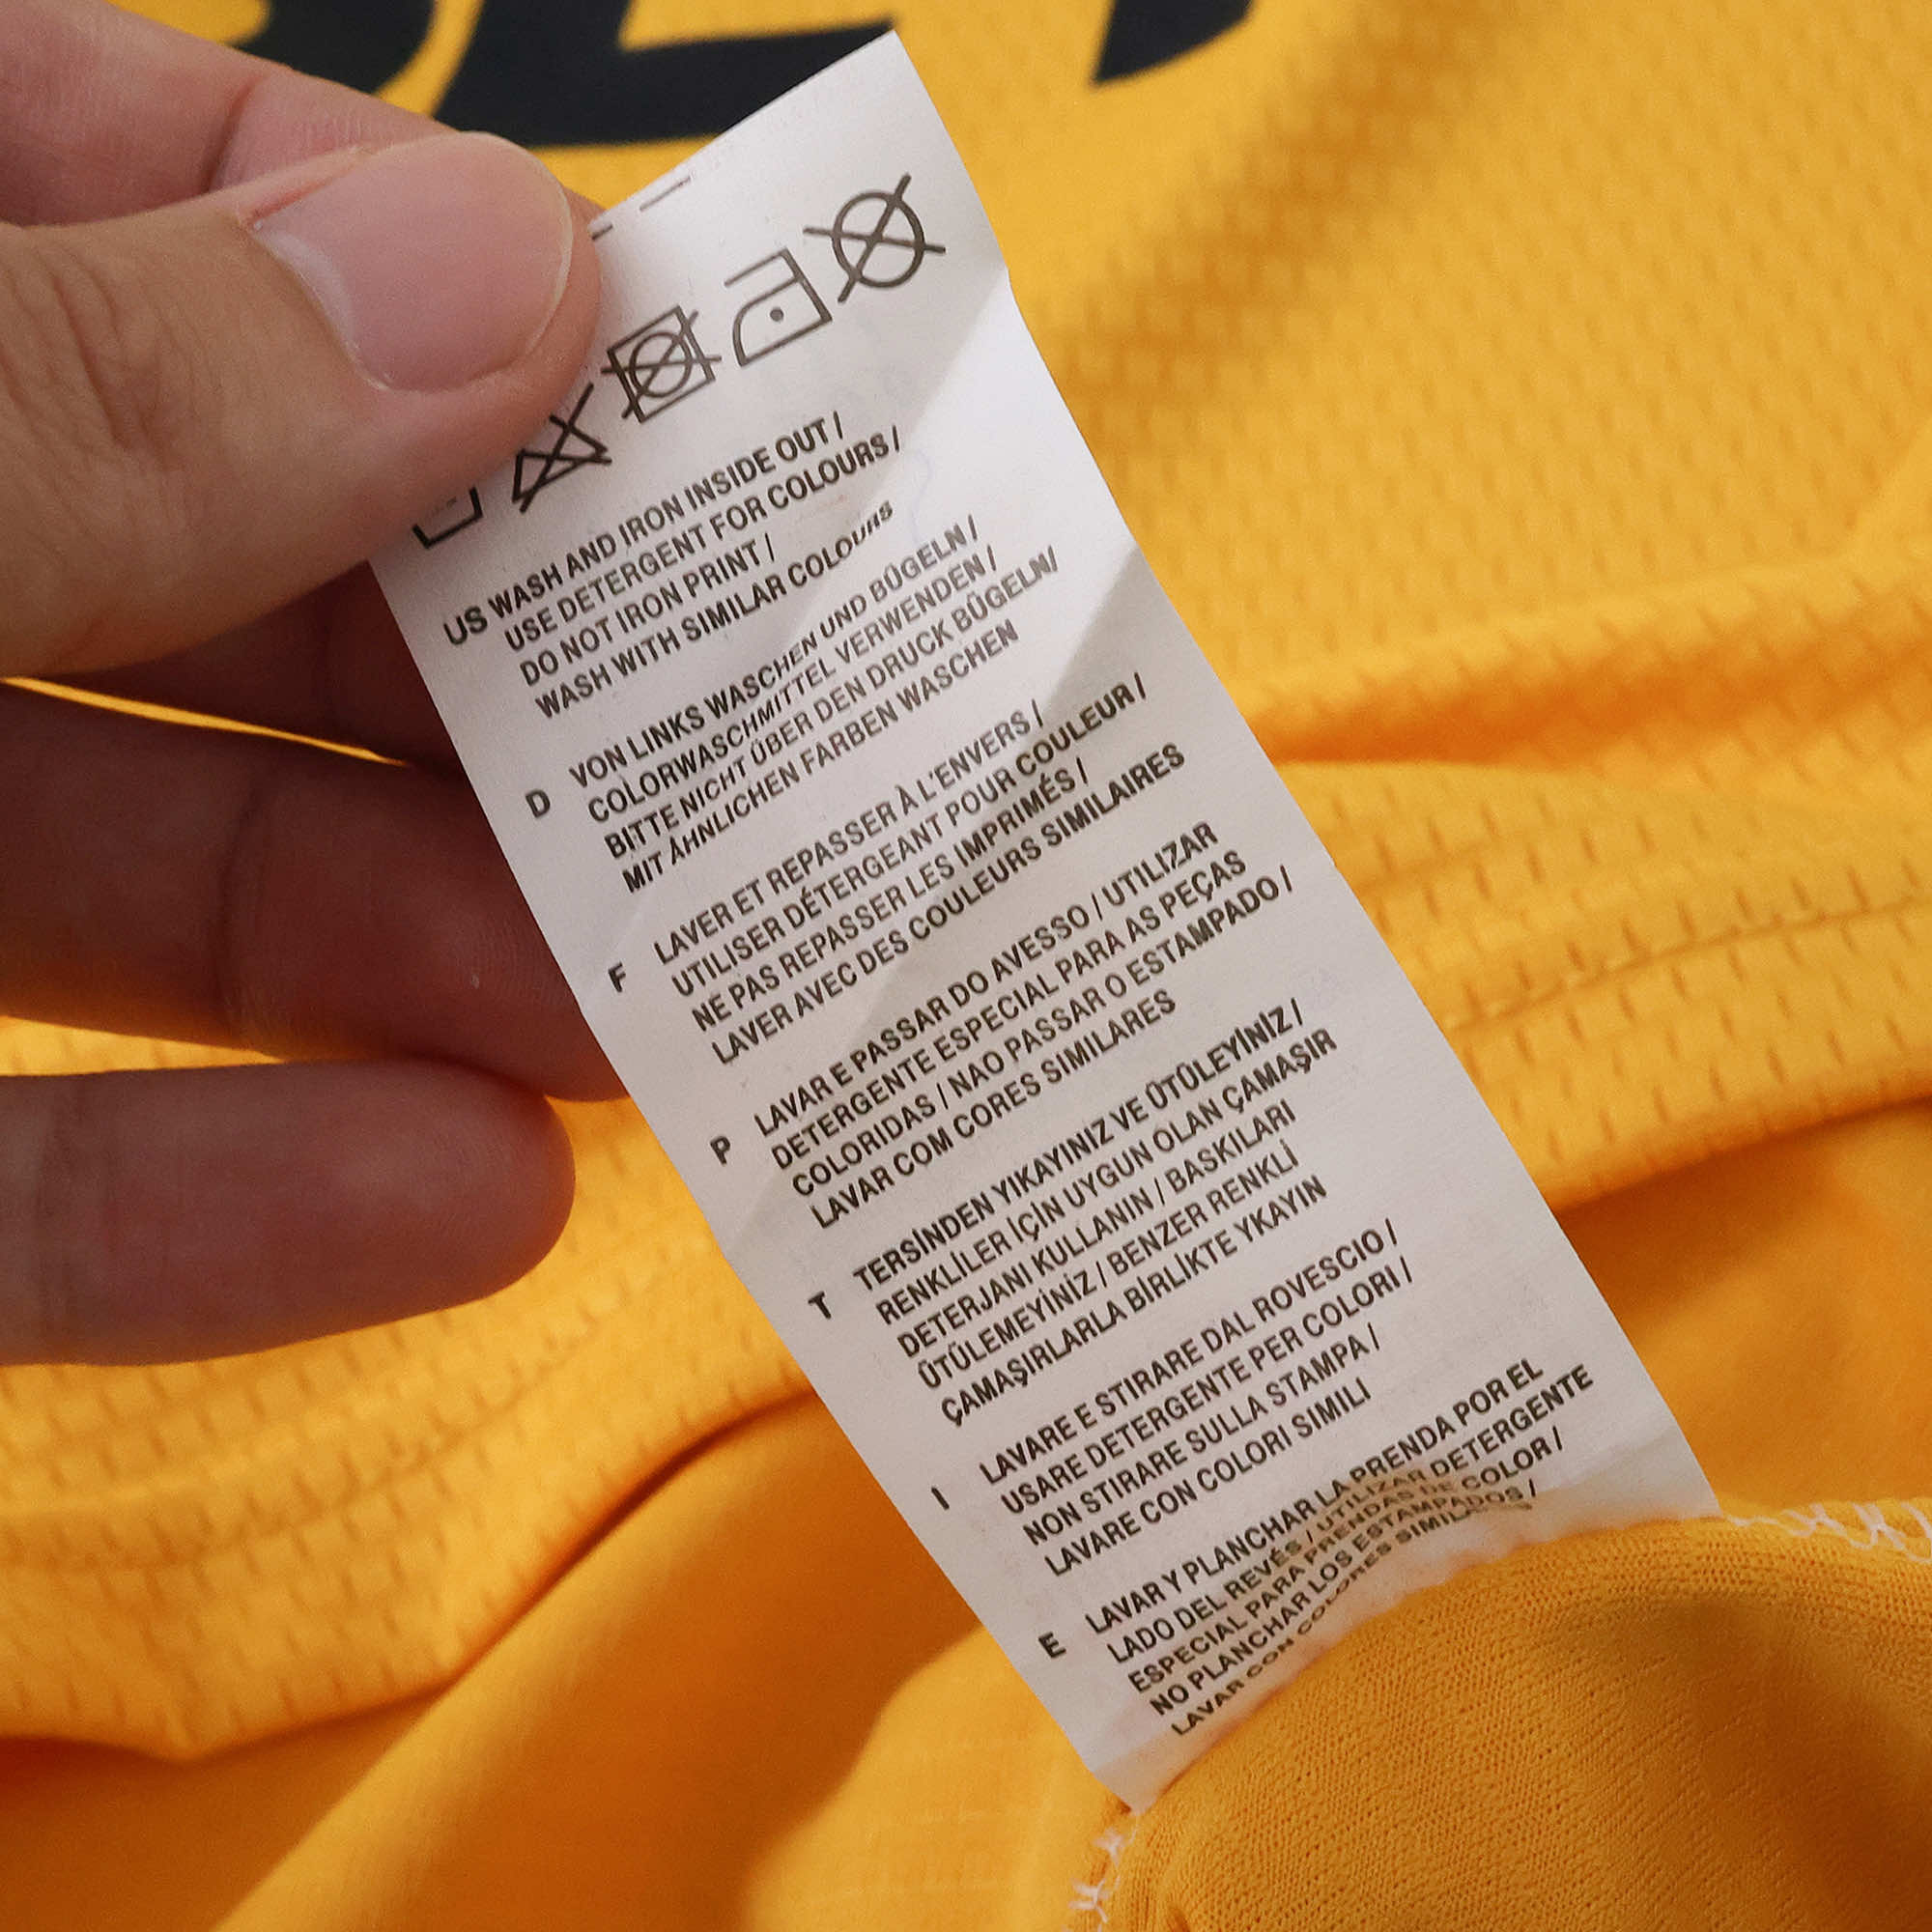 US WASH AND IRON INSIDE OUT /
USE DETERGENT FOR COLOURS /
DO NOT IRON PRINT /
WASH WITH SIMILAR COLOURS
D VON LINKS WASCHEN UND BÜGELN /
COLORWASCHMITTEL VERWENDEN /
BITTE NICHT ÜBER DEN DRUCK BÜGELN/
MIT ÄHNLICHEN FARBEN WASCHEN
F LAVER ET REPASSER À L'ENVERS /
UTILISER DÉTERGEANT POUR COULEUR /
NE PAS REPASSER LES IMPRIMÉS /
LAVER AVEC DES COULEURS SIMILAIRES
P LAVAR E PASSAR DO AVESSO / UTILIZAR
DETERGENTE ESPECIAL PARA AS PEÇAS
COLORIDAS / NAO PASSAR O ESTAMPADO /
LAVAR COM CORES SIMILARES
T TERSİNDEN YIKAYINIZ VE ÜTÜLEYİNİZ /
RENKLİLER İÇİN UYGUN OLAN ÇAMAŞIR
DETERJANI KULLANIN / BASKILARI
ÜTÜLEMEYİNİZ / BENZER RENKLİ
ÇAMAŞIRLARLA BİRLİKTE YKAYIN
I LAVARE E STIRARE DAL ROVESCIO /
USARE DETERGENTE PER COLORI /
NON STIRARE SULLA STAMPA /
LAVARE CON COLORI SIMILI
E LAVAR Y PLANCHAR LA PRENDA POR EL
LADO DEL REVÉS / UTILIZAR DETERGENTE
ESPECIAL PARA PRENDAS DE COLOR /
NO PLANCHAR LOS ESTAMPADOS /
LAVAR CON COLORES SIMILARES